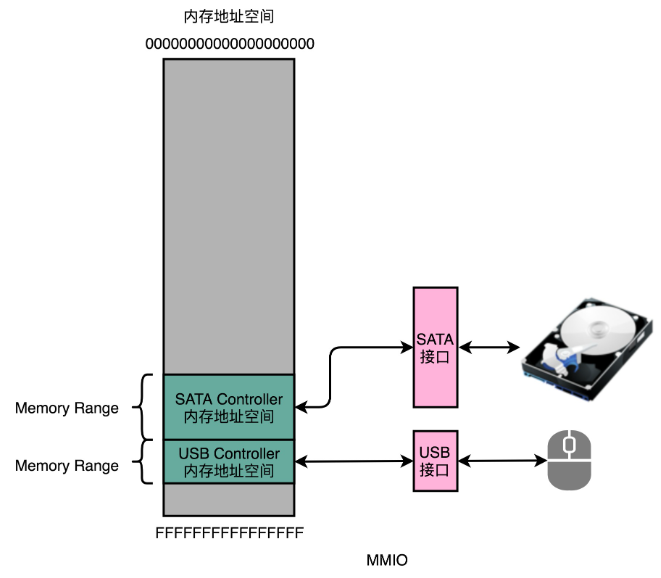 内存地址空间
00000000000000000000
SATA
接口
SATA Controller
内存地址空间
Memory Range
USB Controller
内存地址空间
USB
接口
Memory Range
FFFFFFFFFFFFFFFF
MMIO